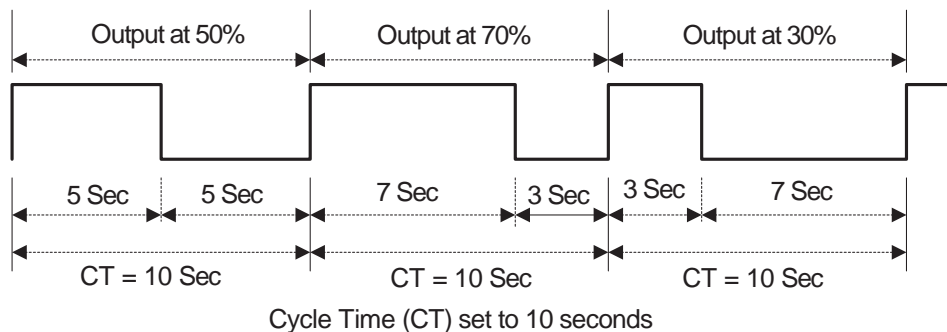 Output at 50% Output at 70% Output at 30%
5 Sec 5 Sec 7 Sec 3 Sec 3 Sec 7 Sec
CT = 10 Sec CT = 10 Sec CT = 10 Sec
Cycle Time (CT) set to 10 seconds